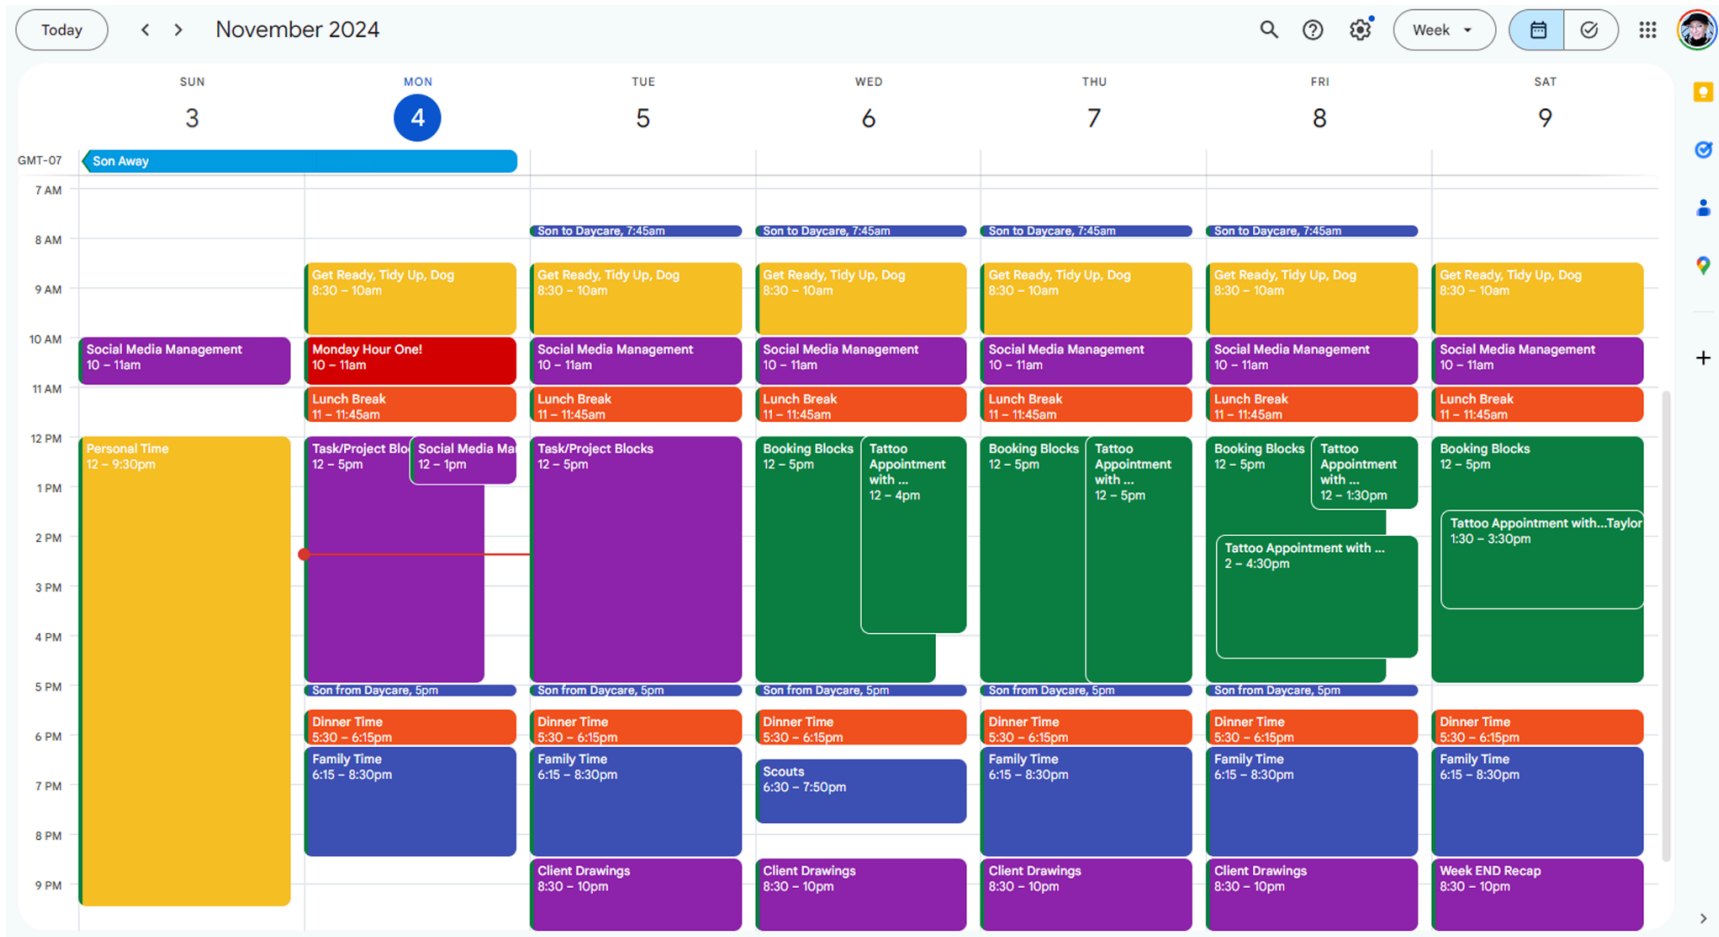 Today
November 2024
Week
SUN
MON
TUE
WED
THU
FRI
SAT
3
4
5
6
7
8
9
GMT-07
Son Away
7 AM
8 AM
9 AM
10 AM
11 AM
12 PM
1 PM
2 PM
3 PM
4 PM
5 PM
6 PM
7 PM
8 PM
9 PM
Social Media Management
10 – 11am
Personal Time
12 – 9:30pm
Get Ready, Tidy Up, Dog
8:30 – 10am
Monday Hour One!
10 – 11am
Lunch Break
11 – 11:45am
Task/Project Blo
12 – 5pm
Social Media Ma
12 – 1pm
Son from Daycare, 5pm
Dinner Time
5:30 – 6:15pm
Family Time
6:15 – 8:30pm
Son to Daycare, 7:45am
Get Ready, Tidy Up, Dog
8:30 – 10am
Social Media Management
10 – 11am
Lunch Break
11 – 11:45am
Task/Project Blocks
12 – 5pm
Son from Daycare, 5pm
Dinner Time
5:30 – 6:15pm
Family Time
6:15 – 8:30pm
Client Drawings
8:30 – 10pm
Son to Daycare, 7:45am
Get Ready, Tidy Up, Dog
8:30 – 10am
Social Media Management
10 – 11am
Lunch Break
11 – 11:45am
Booking Blocks
12 – 5pm
Tattoo
Appointment
with ...
12 – 4pm
Son from Daycare, 5pm
Dinner Time
5:30 – 6:15pm
Scouts
6:30 – 7:50pm
Client Drawings
8:30 – 10pm
Son to Daycare, 7:45am
Get Ready, Tidy Up, Dog
8:30 – 10am
Social Media Management
10 – 11am
Lunch Break
11 – 11:45am
Booking Blocks
12 – 5pm
Tattoo
Appointment
with ...
12 – 5pm
Son from Daycare, 5pm
Dinner Time
5:30 – 6:15pm
Family Time
6:15 – 8:30pm
Client Drawings
8:30 – 10pm
Son to Daycare, 7:45am
Get Ready, Tidy Up, Dog
8:30 – 10am
Social Media Management
10 – 11am
Lunch Break
11 – 11:45am
Booking Blocks
12 – 5pm
Tattoo
Appointment
with ...
12 – 1:30pm
Tattoo Appointment with ...
2 – 4:30pm
Son from Daycare, 5pm
Dinner Time
5:30 – 6:15pm
Family Time
6:15 – 8:30pm
Client Drawings
8:30 – 10pm
Get Ready, Tidy Up, Dog
8:30 – 10am
Social Media Management
10 – 11am
Lunch Break
11 – 11:45am
Booking Blocks
12 – 5pm
Tattoo Appointment with...Taylor
1:30 – 3:30pm
Dinner Time
5:30 – 6:15pm
Family Time
6:15 – 8:30pm
Week END Recap
8:30 – 10pm